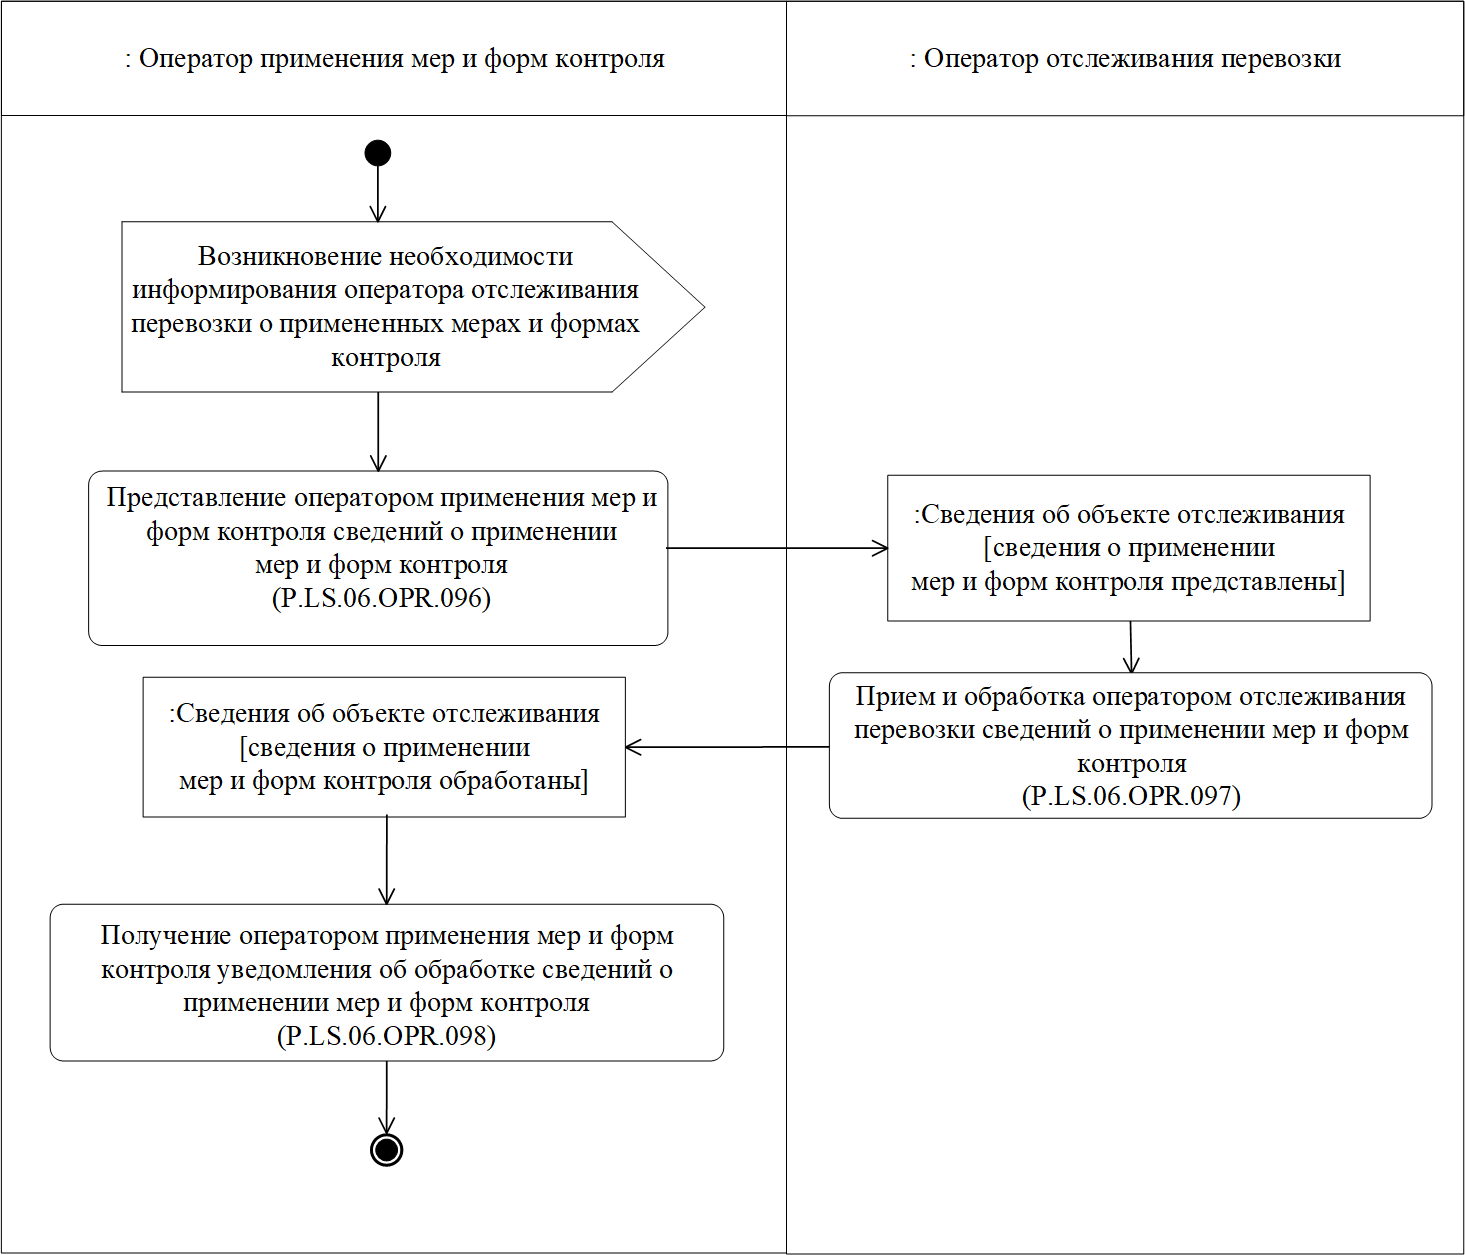 : Оператор применения мер и форм контроля
: Оператор отслеживания перевозки
Возникновение необходимости
информирования оператора отслеживания
перевозки о примененных мерах и формах
контроля
Представление оператором применения мер и
форм контроля сведений о применении
мер и форм контроля
(P.LS.06.OPR.096)
:Сведения об объекте отслеживания
[сведения о применении
мер и форм контроля представлены]
Прием и обработка оператором отслеживания
перевозки сведений о применении мер и форм
контроля
(P.LS.06.OPR.097)
:Сведения об объекте отслеживания
[сведения о применении
мер и форм контроля обработаны]
Получение оператором применения мер и форм
контроля уведомления об обработке сведений о
применении мер и форм контроля
(P.LS.06.OPR.098)